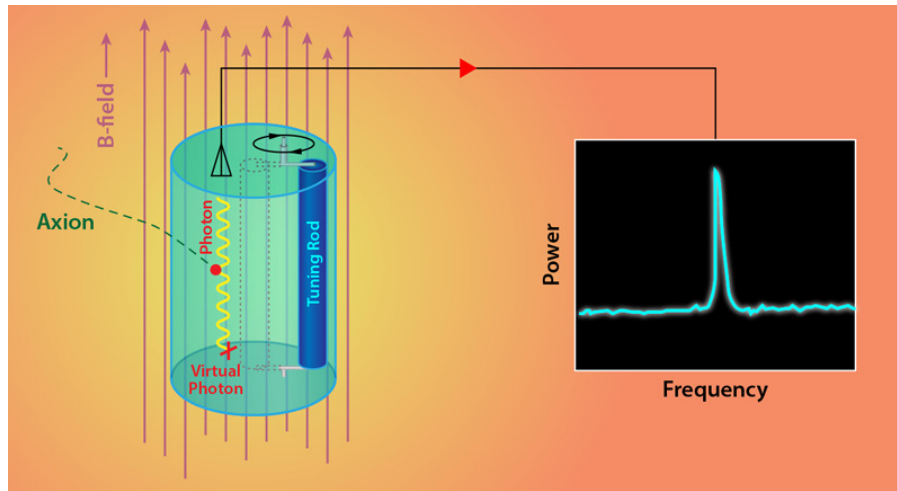 B-field
Axion
Photon
Tuning Rod
Virtual
Photon
Power
Frequency